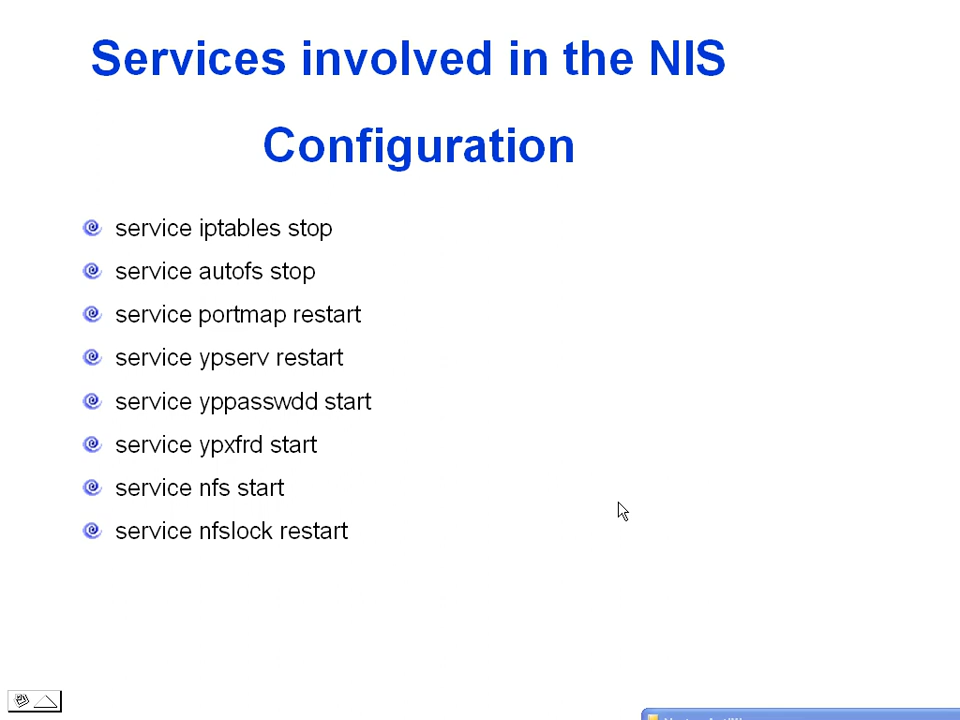 Services involved in the NIS
Configuration
service iptables stop
service autofs stop
service portmap restart
service ypserv restart
service yppasswdd start
service ypxfrd start
service nfs start
service nfslock restart